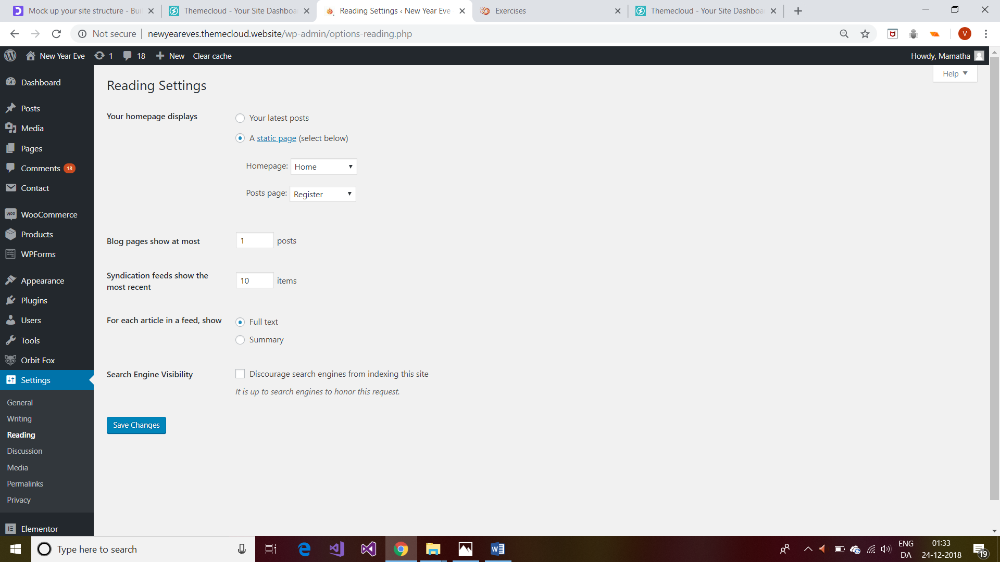 Mock up your site structure - Bui
Themecloud - Your Site Dashboa
Reading Settings ‹ New Year Eve
Exercises
Themecloud - Your Site Dashboa
Not secure | newyeareves.themecloud.website/wp-admin/options-reading.php
V
New Year Eve 1 18 New Clear cache
Howdy, Mamatha
Help
Dashboard
Posts
Media
Pages
Comments 18
Contact
WooCommerce
Products
WPForms
Appearance
Plugins
Users
Tools
Orbit Fox
Settings
General
Writing
Reading
Discussion
Media
Permalinks
Privacy
Elementor
Reading Settings
Your homepage displays
Your latest posts
A static page (select below)
Homepage: Home
Posts page: Register
Blog pages show at most 1 posts
Syndication feeds show the
most recent
10 items
For each article in a feed, show
Full text
Summary
Search Engine Visibility
Discourage search engines from indexing this site
It is up to search engines to honor this request.
Save Changes
Type here to search
ENG
DA
01:33
24-12-2018
19